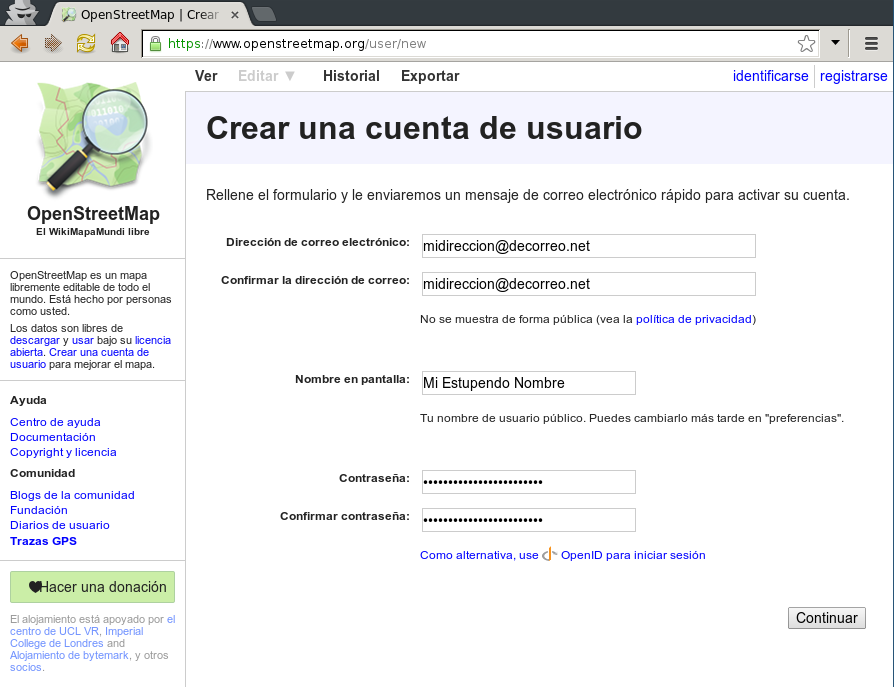 OpenStreetMap | Crear
https://www.openstreetmap.org/user/new
Ver Editar ▼ Historial Exportar
identificarse registrarse
OpenStreetMap
El WikiMapaMundi libre
OpenStreetMap es un mapa
libremente editable de todo el
mundo. Está hecho por personas
como usted.
Los datos son libres de
descargar y usar bajo su licencia
abierta. Crear una cuenta de
usuario para mejorar el mapa.
Ayuda
Centro de ayuda
Documentación
Copyright y licencia
Comunidad
Blogs de la comunidad
Fundación
Diarios de usuario
Trazas GPS
Hacer una donación
El alojamiento está apoyado por el
centro de UCL VR, Imperial
College de Londres and
Alojamiento de bytemark, y otros
socios.
Crear una cuenta de usuario
Rellene el formulario y le enviaremos un mensaje de correo electrónico rápido para activar su cuenta.
Dirección de correo electrónico: midireccion@decorreo.net
Confirmar la dirección de correo: midireccion@decorreo.net
No se muestra de forma pública (vea la política de privacidad)
Nombre en pantalla: Mi Estupendo Nombre
Tu nombre de usuario público. Puedes cambiarlo más tarde en "preferencias".
Contraseña: ••••••••••••••••••••••••
Confirmar contraseña: ••••••••••••••••••••••••
Como alternativa, use OpenID para iniciar sesión
Continuar